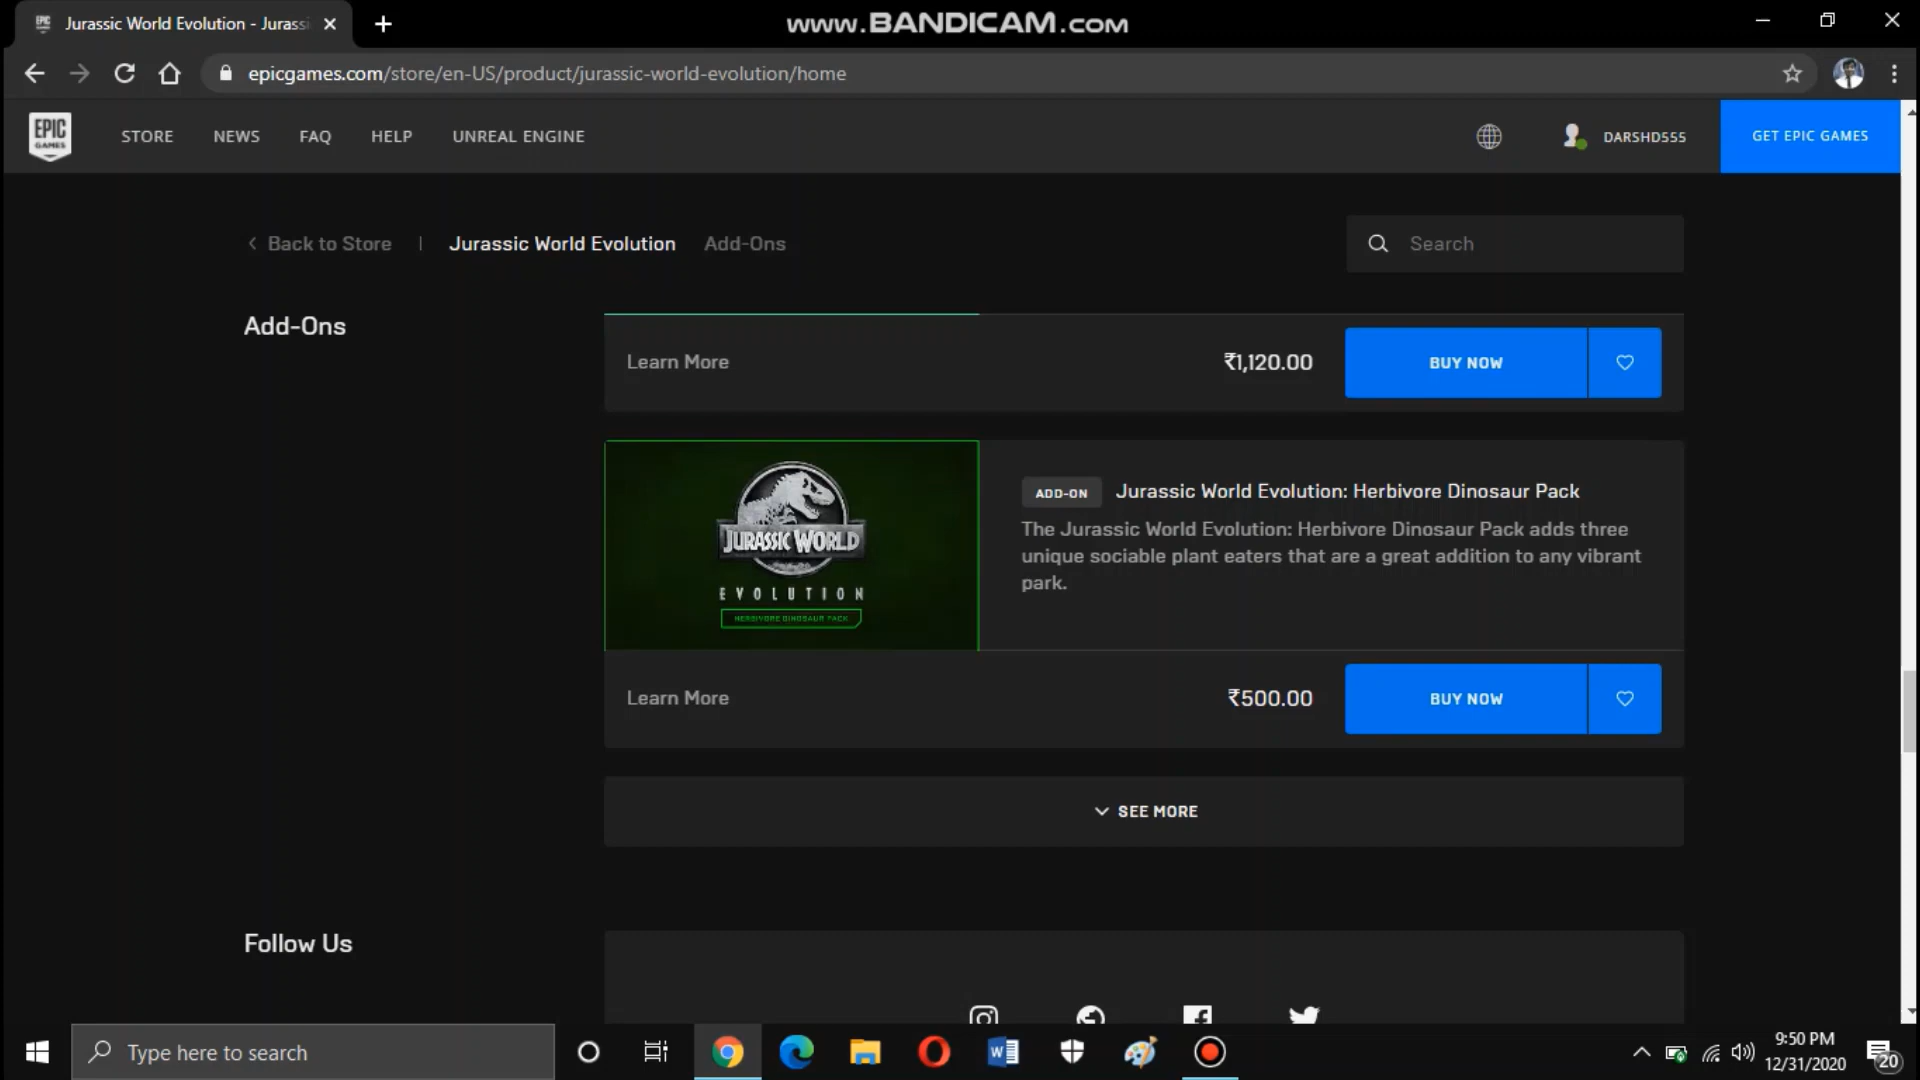 Jurassic World Evolution - Jurassi
www.BANDICAM.com
epicgames.com/store/en-US/product/jurassic-world-evolution/home
EPIC GAMES
STORE
NEWS
FAQ
HELP
UNREAL ENGINE
DARSHD555
GET EPIC GAMES
Back to Store
Jurassic World Evolution
Add-Ons
Search
Add-Ons
Learn More
₹1,120.00
BUY NOW
JURASSIC WORLD
EVOLUTION
HERBIVORE DINOSAUR PACK
ADD-ON Jurassic World Evolution: Herbivore Dinosaur Pack
The Jurassic World Evolution: Herbivore Dinosaur Pack adds three
unique sociable plant eaters that are a great addition to any vibrant
park.
Learn More
₹500.00
BUY NOW
SEE MORE
Follow Us
Type here to search
9:50 PM
12/31/2020
20